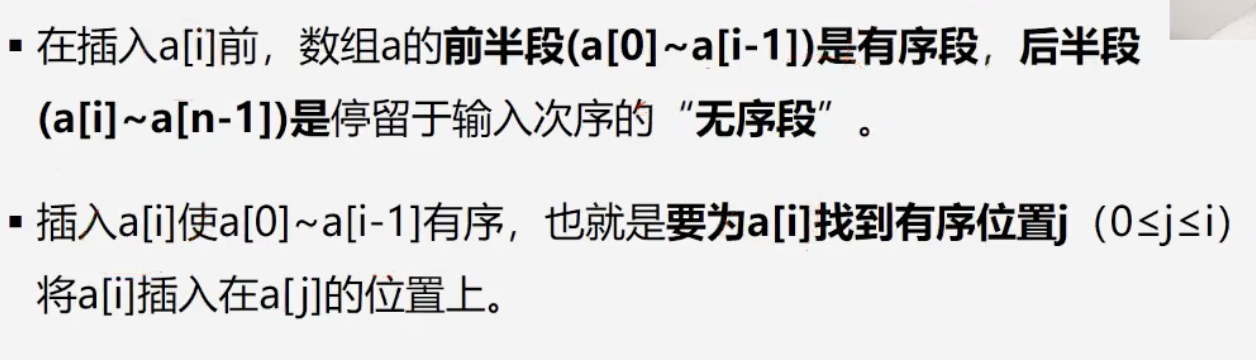 ▪ 在插入a[i]前，数组a的前半段(a[0]~a[i-1])是有序段，后半段
(a[i]~a[n-1])是停留于输入次序的“无序段”。
▪ 插入a[i]使a[0]~a[i-1]有序，也就是要为a[i]找到有序位置j（0≤j≤i）
将a[i]插入在a[j]的位置上。